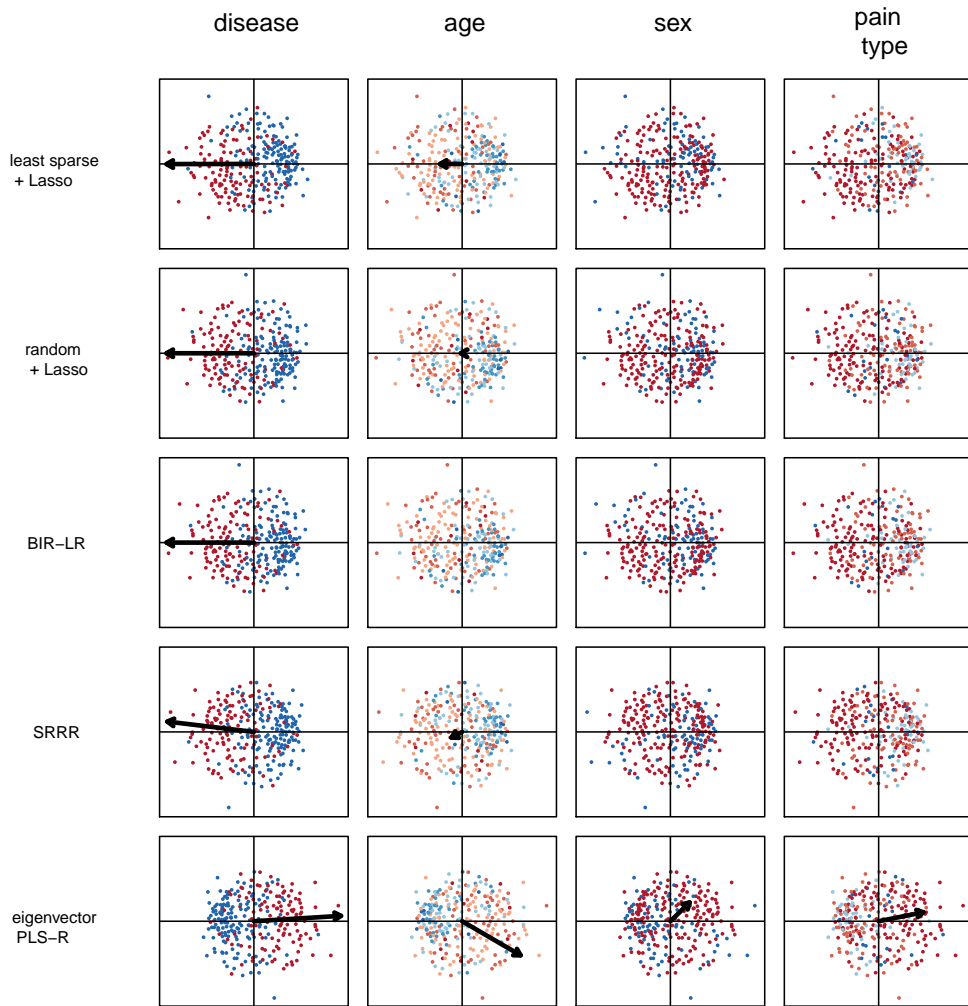 disease age sex pain
type
least sparse
+ Lasso
random
+ Lasso
BIR−LR
SRRR
eigenvector
PLS−R